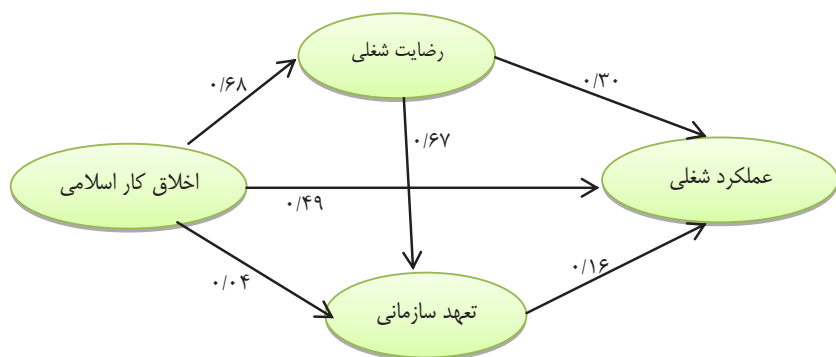 رضایت شغلی
۰/۶۸
۰/۳۰
۰/۶۷
اخلاق کار اسلامی
عملکرد شغلی
۰/۴۹
۰/۰۴
۰/۱۶
تعهد سازمانی